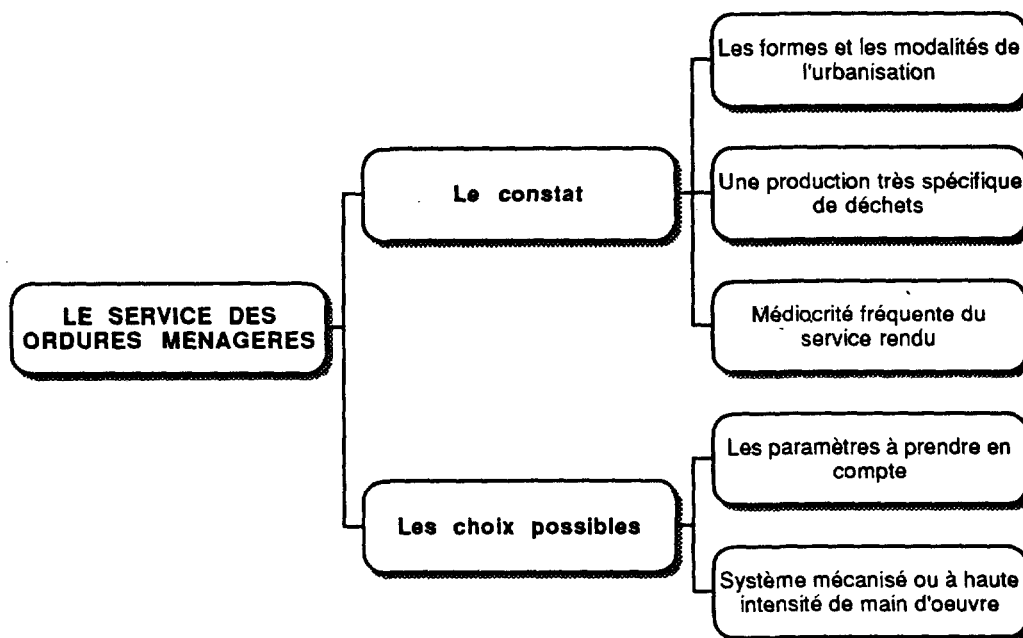 Les formes et les modalités de
l'urbanisation
Le constat
Une production très spécifique
de déchets
LE SERVICE DES
ORDURES MENAGERES
Médiocrité fréquente du
service rendu
Les paramètres à prendre en
compte
Les choix possibles
Système mécanisé ou à haute
intensité de main d'oeuvre